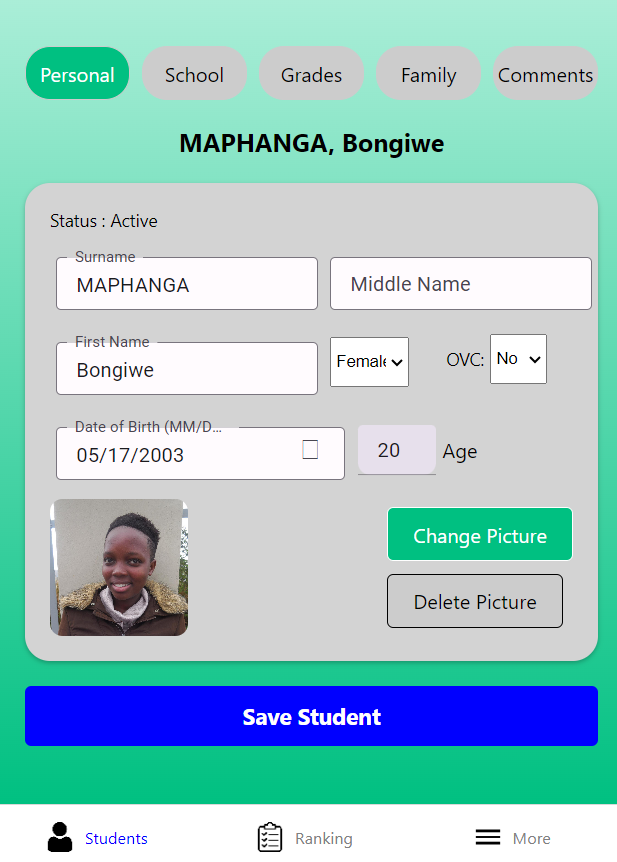 Personal School Grades Family Comments
MAPHANGA, Bongiwe
Status : Active
Surname
MAPHANGA Middle Name
First Name
Bongiwe Female OVC: No
Date of Birth (MM/D...
05/17/2003 20 Age
Change Picture
Delete Picture
Save Student
Students Ranking More